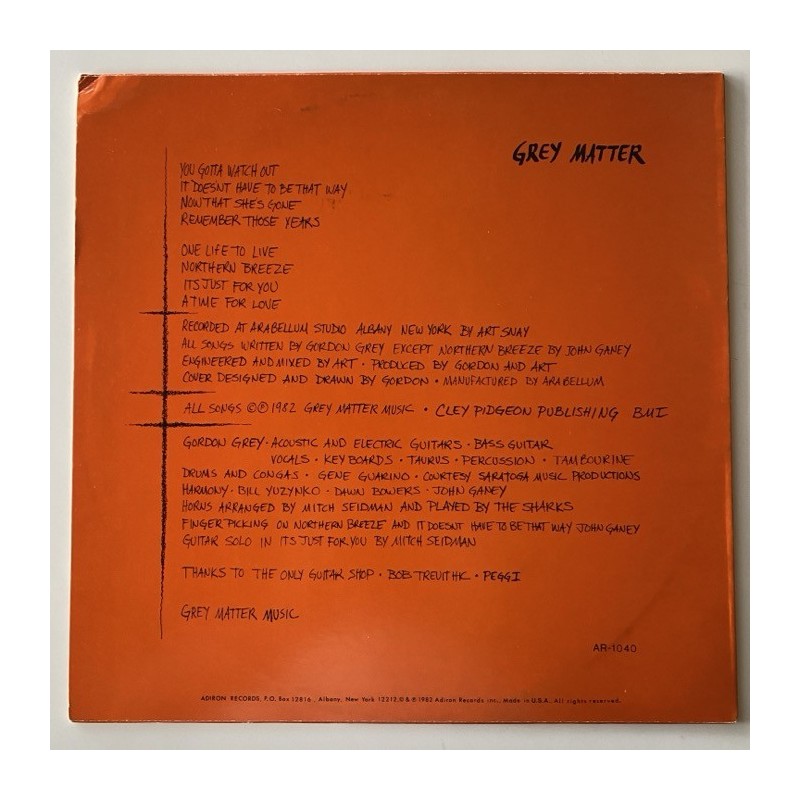 GREY MATTER
YOU GOTTA WATCH OUT
IT DOESNT HAVE TO BE THAT WAY
NOW THAT SHE'S GONE
REMEMBER THOSE YEARS
ONE LIFE TO LIVE
NORTHERN BREEZE
ITS JUST FOR YOU
A TIME FOR LOVE
RECORDED AT ARABELLUM STUDIO ALBANY NEW YORK BY ART SNAY
ALL SONGS WRITTEN BY GORDON GREY EXCEPT NORTHERN BREEZE BY JOHN GANEY
ENGINEERED AND MIXED BY ART · PRODUCED BY GORDON AND ART
COVER DESIGNED AND DRAWN BY GORDON · MANUFACTURED BY ARABELLUM
ALL SONGS ©℗ 1982 GREY MATTER MUSIC · CLEY PIDGEON PUBLISHING BMI
GORDON GREY · ACOUSTIC AND ELECTRIC GUITARS · BASS GUITAR
VOCALS · KEYBOARDS · TAURUS · PERCUSSION · TAMBOURINE
DRUMS AND CONGAS · GENE GUARINO · COURTESY SARATOGA MUSIC PRODUCTIONS
HARMONY · BILL YUZYNKO · DAWN BOWERS · JOHN GANEY
HORNS ARRANGED BY MITCH SEIDMAN AND PLAYED BY THE SHARKS
FINGER PICKING ON NORTHERN BREEZE AND IT DOESNT HAVE TO BE THAT WAY JOHN GANEY
GUITAR SOLO IN ITS JUST FOR YOU BY MITCH SEIDMAN
THANKS TO THE ONLY GUITAR SHOP · BOB TREVITHIC · PEGGI
GREY MATTER MUSIC
AR-1040
ADIRON RECORDS, P.O. Box 12816, Albany, New York 12212,© & ℗ 1983 Adiron Records inc., Made in U.S.A. All rights reserved.